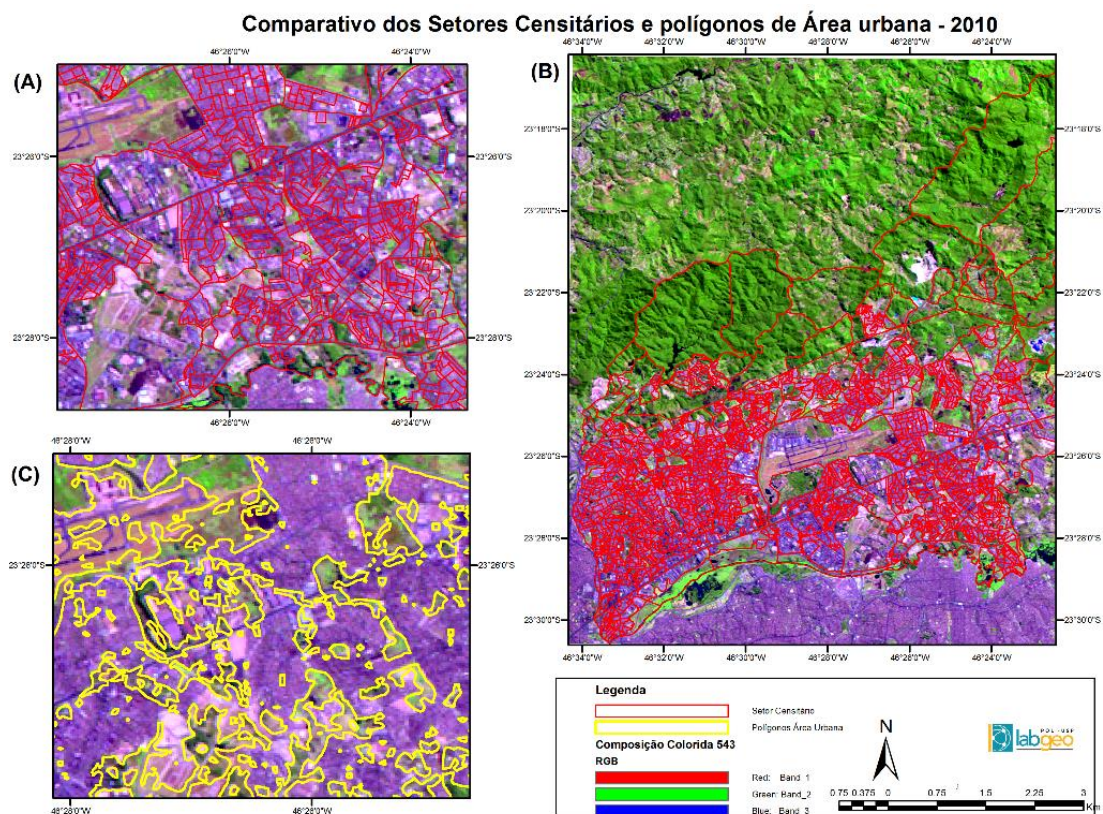 Comparativo dos Setores Censitários e polígonos de Área urbana - 2010
(A)
46°26'0"W 46°24'0"W
23°26'0"S 23°26'0"S
23°28'0"S 23°28'0"S
46°26'0"W 46°24'0"W
(B)
46°34'0"W 46°32'0"W 46°30'0"W 46°28'0"W 46°26'0"W 46°24'0"W
23°18'0"S 23°18'0"S
23°20'0"S 23°20'0"S
23°22'0"S 23°22'0"S
23°24'0"S 23°24'0"S
23°26'0"S 23°26'0"S
23°28'0"S 23°28'0"S
23°30'0"S 23°30'0"S
46°34'0"W 46°32'0"W 46°30'0"W 46°28'0"W 46°26'0"W 46°24'0"W
(C)
46°28'0"W 46°26'0"W
23°26'0"S 23°26'0"S
46°28'0"W 46°26'0"W
Legenda
Setor Censitário
Polígonos Área Urbana
Composição Colorida 543
RGB
Red: Band_1
Green: Band_2
Blue: Band_3
N
POLI-USP
labgeo
0.75 0.375 0 0.75 1.5 2.25 3
Km